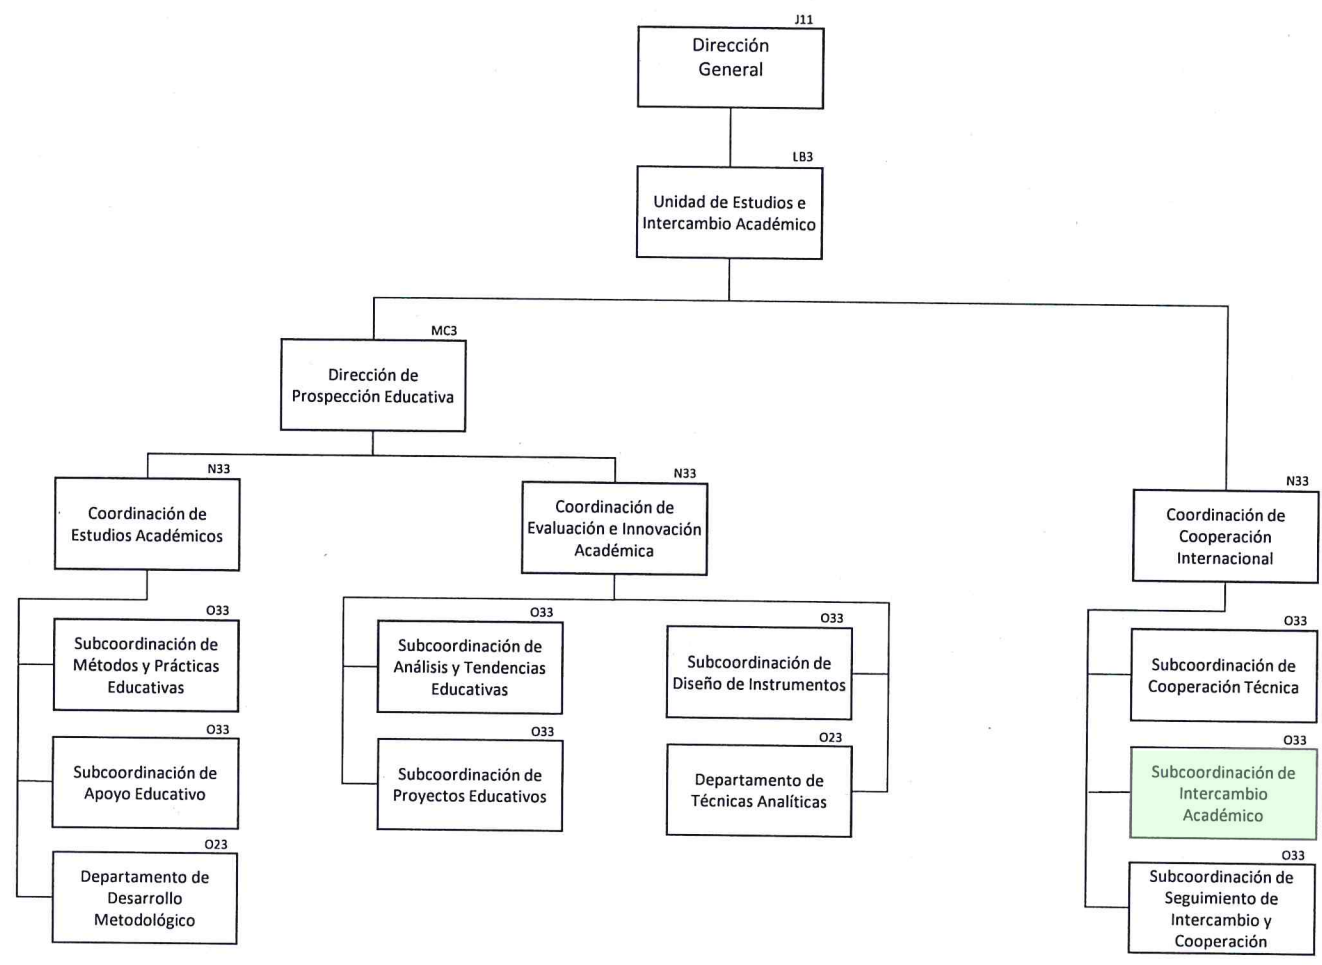 J11
Dirección
General
LB3
Unidad de Estudios e
Intercambio Académico
MC3
Dirección de
Prospección Educativa
N33
Coordinación de
Estudios Académicos
N33
Coordinación de
Evaluación e Innovación
Académica
N33
Coordinación de
Cooperación
Internacional
O33
Subcoordinación de
Métodos y Prácticas
Educativas
O33
Subcoordinación de
Apoyo Educativo
O23
Departamento de
Desarrollo
Metodológico
O33
Subcoordinación de
Análisis y Tendencias
Educativas
O33
Subcoordinación de
Proyectos Educativos
O33
Subcoordinación de
Diseño de Instrumentos
O23
Departamento de
Técnicas Analíticas
O33
Subcoordinación de
Cooperación Técnica
O33
Subcoordinación de
Intercambio
Académico
O33
Subcoordinación de
Seguimiento de
Intercambio y
Cooperación